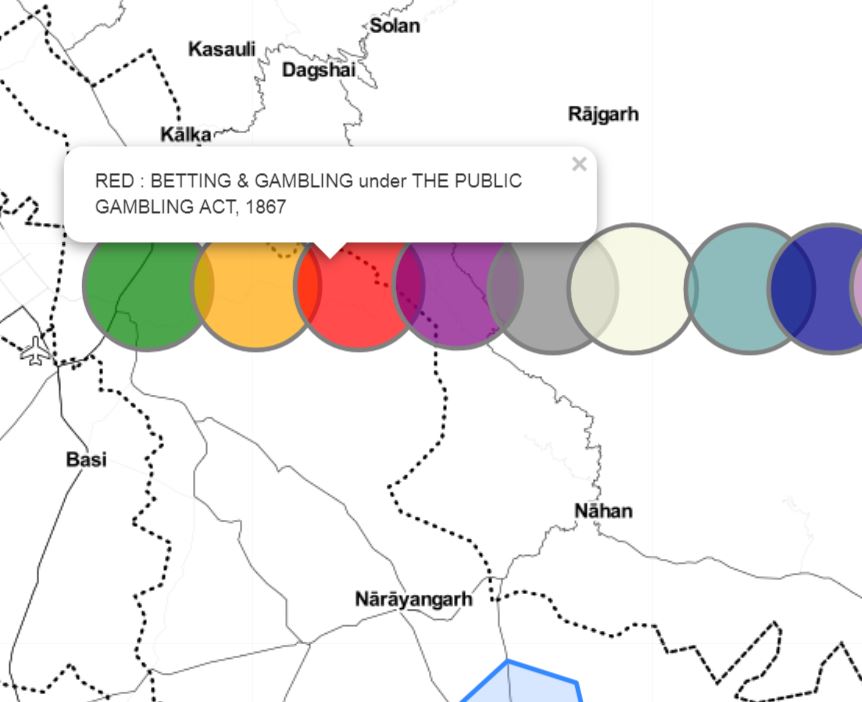 Solan
Kasauli
Dagshai
Rājgarh
Kālka
RED : BETTING & GAMBLING under THE PUBLIC
GAMBLING ACT, 1867
×
Basi
Nāhan
Nārāyangarh